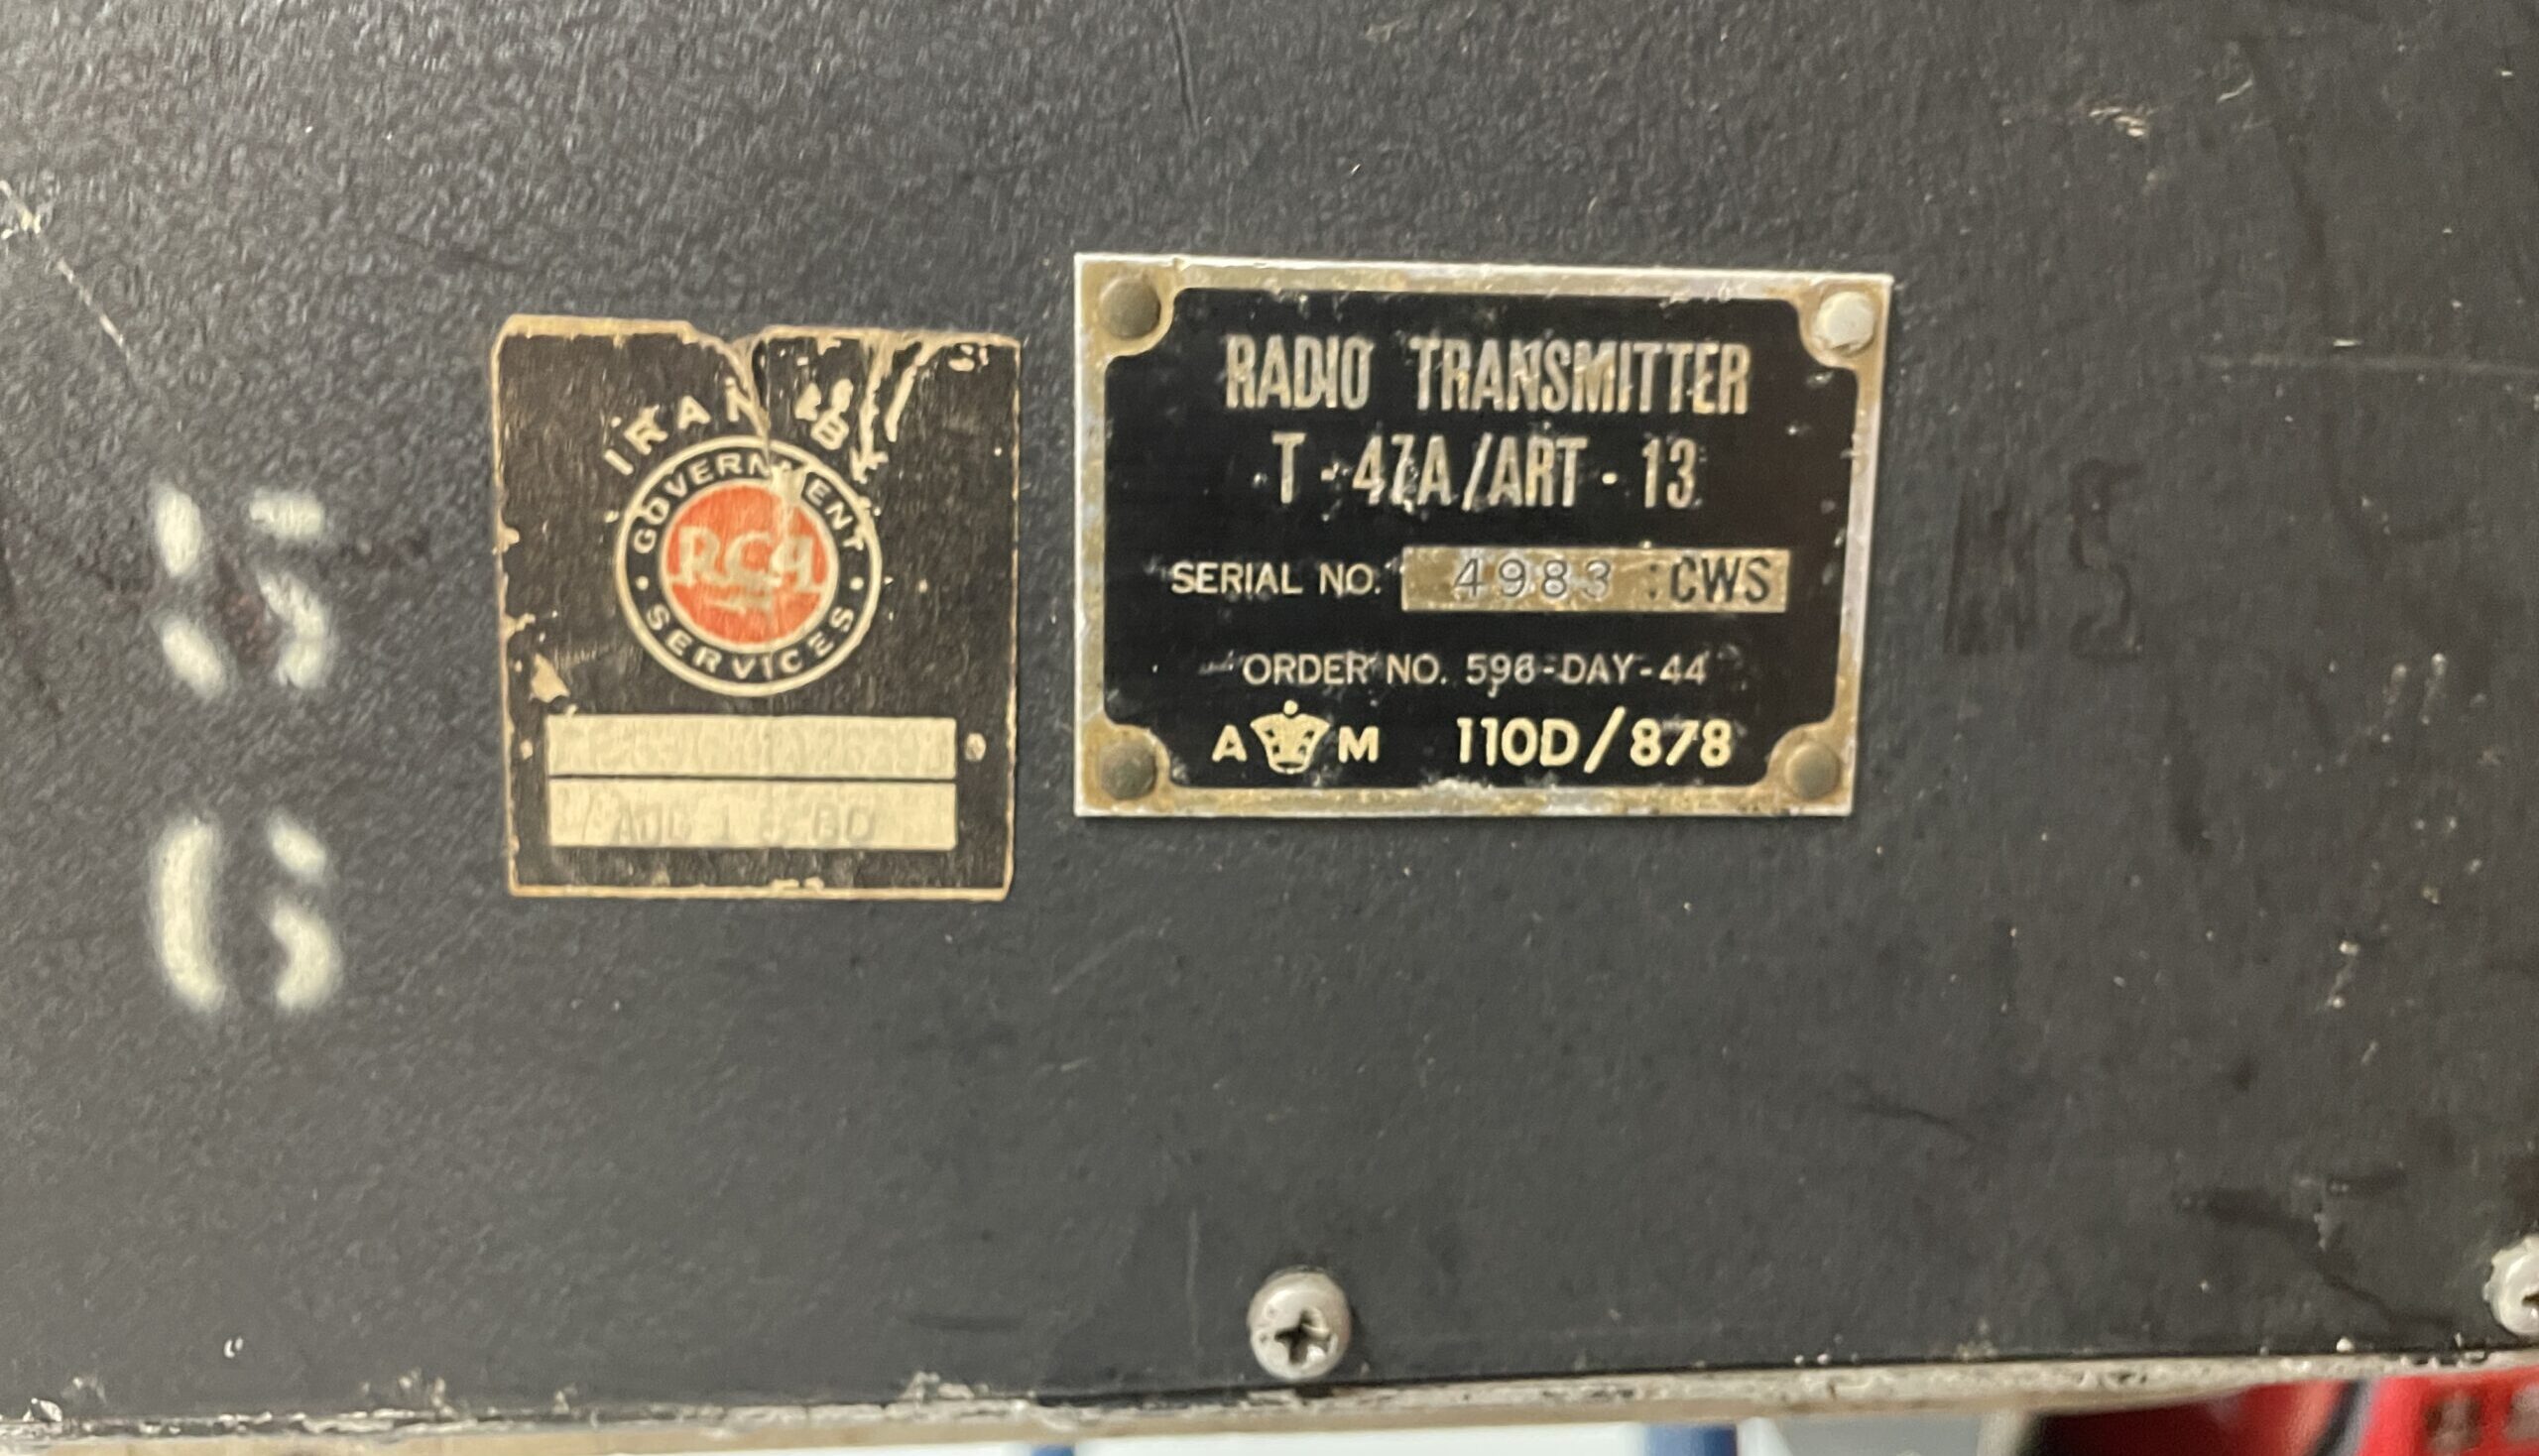 IRAN BY
GOVERNMENT
RCA
SERVICES
RADIO TRANSMITTER
T-47A/ART-13
SERIAL NO. 4983 :CWS
ORDER NO. 596-DAY-44
A M 110D/878